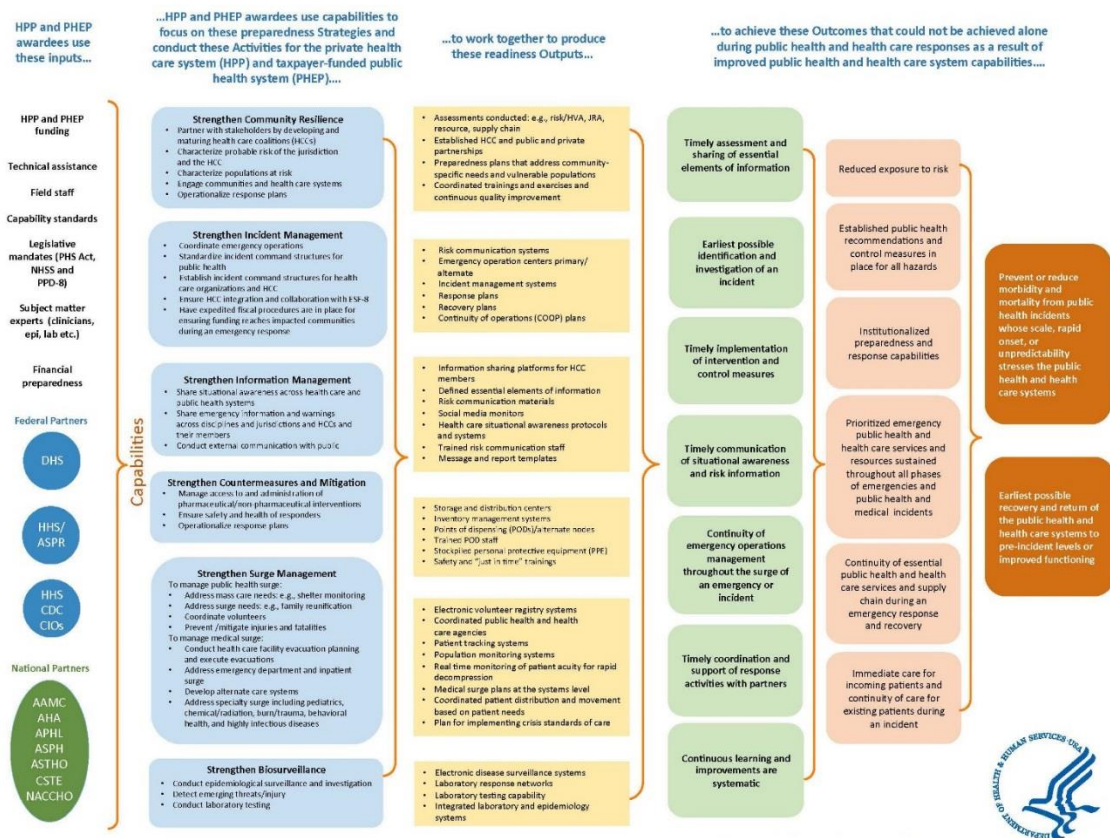 HPP and PHEP
awardees use
these inputs…
…HPP and PHEP awardees use capabilities to
focus on these preparedness Strategies and
conduct these Activities for the private health
care system (HPP) and taxpayer-funded public
health system (PHEP)….
…to work together to produce
these readiness Outputs…
…to achieve these Outcomes that could not be achieved alone
during public health and health care responses as a result of
improved public health and health care system capabilities….
HPP and PHEP
funding
Technical assistance
Field staff
Capability standards
Legislative
mandates (PHS Act,
NHSS and
PPD-8)
Subject matter
experts (clinicians,
epi, lab etc.)
Financial
preparedness
Federal Partners
DHS
HHS/
ASPR
HHS
CDC
CIOs
National Partners
AAMC
AHA
APHL
ASPH
ASTHO
CSTE
NACCHO
Capabilities
Strengthen Community Resilience
• Partner with stakeholders by developing and
maturing health care coalitions (HCCs)
• Characterize probable risk of the jurisdiction
and the HCC
• Characterize populations at risk
• Engage communities and health care systems
• Operationalize response plans
Strengthen Incident Management
• Coordinate emergency operations
• Standardize incident command structures for
public health
• Establish incident command structures for health
care organizations and HCC
• Ensure HCC integration and collaboration with ESF-8
• Have expedited fiscal procedures are in place for
ensuring funding reaches impacted communities
during an emergency response
Strengthen Information Management
• Share situational awareness across health care and
public health systems
• Share emergency information and warnings
across disciplines and jurisdictions and HCCs and
their members
• Conduct external communication with public
Strengthen Countermeasures and Mitigation
• Manage access to and administration of
pharmaceutical/non-pharmaceutical interventions
• Ensure safety and health of responders
• Operationalize response plans
Strengthen Surge Management
To manage public health surge:
• Address mass care needs: e.g., shelter monitoring
• Address surge needs: e.g., family reunification
• Coordinate volunteers
• Prevent /mitigate injuries and fatalities
To manage medical surge:
• Conduct health care facility evacuation planning
and execute evacuations
• Address emergency department and inpatient
surge
• Develop alternate care systems
• Address specialty surge including pediatrics,
chemical/radiation, burn/trauma, behavioral
health, and highly infectious diseases
Strengthen Biosurveillance
• Conduct epidemiological surveillance and investigation
• Detect emerging threats/injury
• Conduct laboratory testing
• Assessments conducted: e.g., risk/HVA, JRA,
resource, supply chain
• Established HCC and public and private
partnerships
• Preparedness plans that address community-
specific needs and vulnerable populations
• Coordinated trainings and exercises and
continuous quality improvement
• Risk communication systems
• Emergency operation centers primary/
alternate
• Incident management systems
• Response plans
• Recovery plans
• Continuity of operations (COOP) plans
• Information sharing platforms for HCC
members
• Defined essential elements of information
• Risk communication materials
• Social media monitors
• Health care situational awareness protocols
and systems
• Trained risk communication staff
• Message and report templates
• Storage and distribution centers
• Inventory management systems
• Points of dispensing (PODs)/alternate nodes
• Trained POD staff
• Stockpiled personal protective equipment (PPE)
• Safety and "just in time" trainings
• Electronic volunteer registry systems
• Coordinated public health and health
care agencies
• Patient tracking systems
• Population monitoring systems
• Real time monitoring of patient acuity for rapid
decompression
• Medical surge plans at the systems level
• Coordinated patient distribution and movement
based on patient needs
• Plan for implementing crisis standards of care
• Electronic disease surveillance systems
• Laboratory response networks
• Laboratory testing capability
• Integrated laboratory and epidemiology
systems
Timely assessment and
sharing of essential
elements of information
Earliest possible
identification and
investigation of an
incident
Timely implementation
of intervention and
control measures
Timely communication
of situational awareness
and risk information
Continuity of
emergency operations
management
throughout the surge of
an emergency or
incident
Timely coordination and
support of response
activities with partners
Continuous learning and
improvements are
systematic
Reduced exposure to risk
Established public health
recommendations and
control measures in
place for all hazards
Institutionalized
preparedness and
response capabilities
Prioritized emergency
public health and
health care services and
resources sustained
throughout all phases
of emergencies and
public health and
medical incidents
Continuity of essential
public health and health
care services and supply
chain during an
emergency response
and recovery
Immediate care for
incoming patients and
continuity of care for
existing patients during
an incident
Prevent or reduce
morbidity and
mortality from public
health incidents
whose scale, rapid
onset, or
unpredictability
stresses the public
health and health
care systems
Earliest possible
recovery and return of
the public health and
health care systems to
pre-incident levels or
improved functioning
DEPARTMENT OF HEALTH & HUMAN SERVICES·USA